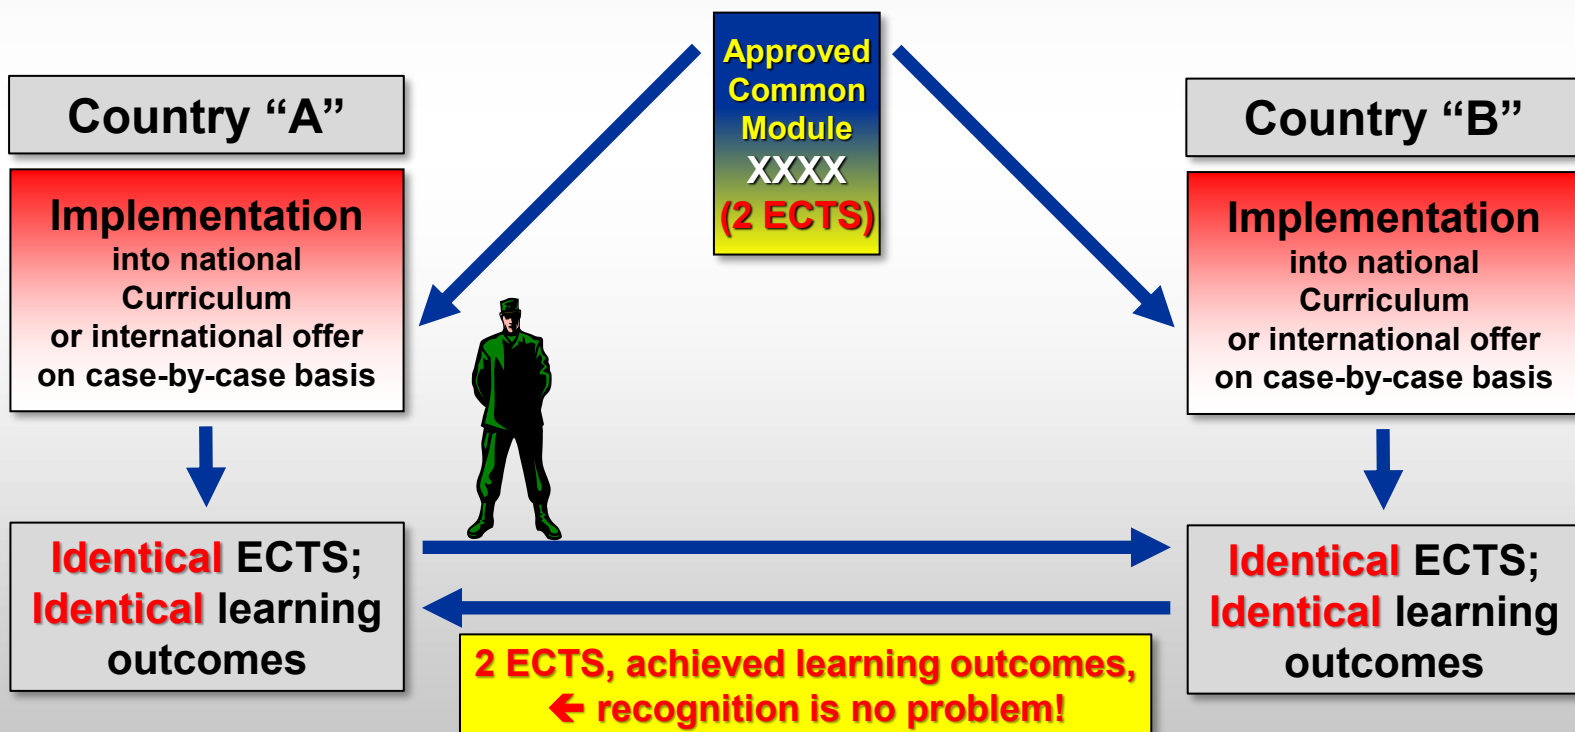 Approved
Common
Module
XXXX
(2 ECTS)
Country “A”
Implementation
into national
Curriculum
or international offer
on case-by-case basis
Identical ECTS;
Identical learning
outcomes
Country “B”
Implementation
into national
Curriculum
or international offer
on case-by-case basis
Identical ECTS;
Identical learning
outcomes
2 ECTS, achieved learning outcomes,
← recognition is no problem!